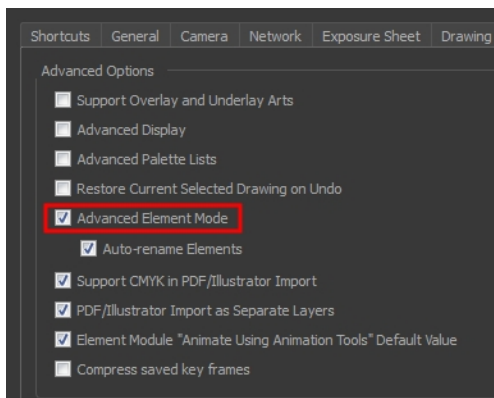 Shortcuts General Camera Network Exposure Sheet Drawing
Advanced Options
Support Overlay and Underlay Arts
Advanced Display
Advanced Palette Lists
Restore Current Selected Drawing on Undo
Advanced Element Mode
Auto-rename Elements
Support CMYK in PDF/Illustrator Import
PDF/Illustrator Import as Separate Layers
Element Module "Animate Using Animation Tools" Default Value
Compress saved key frames